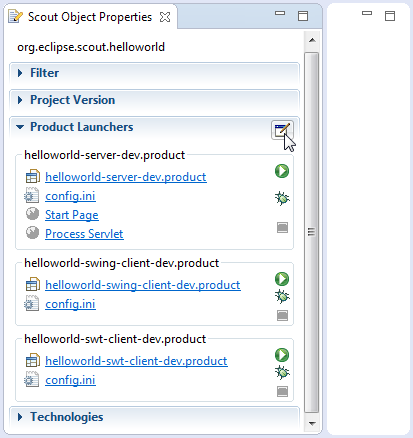 Scout Object Properties
org.eclipse.scout.helloworld
Filter
Project Version
Product Launchers
helloworld-server-dev.product
helloworld-server-dev.product
config.ini
Start Page
Process Servlet
helloworld-swing-client-dev.product
helloworld-swing-client-dev.product
config.ini
helloworld-swt-client-dev.product
helloworld-swt-client-dev.product
config.ini
Technologies